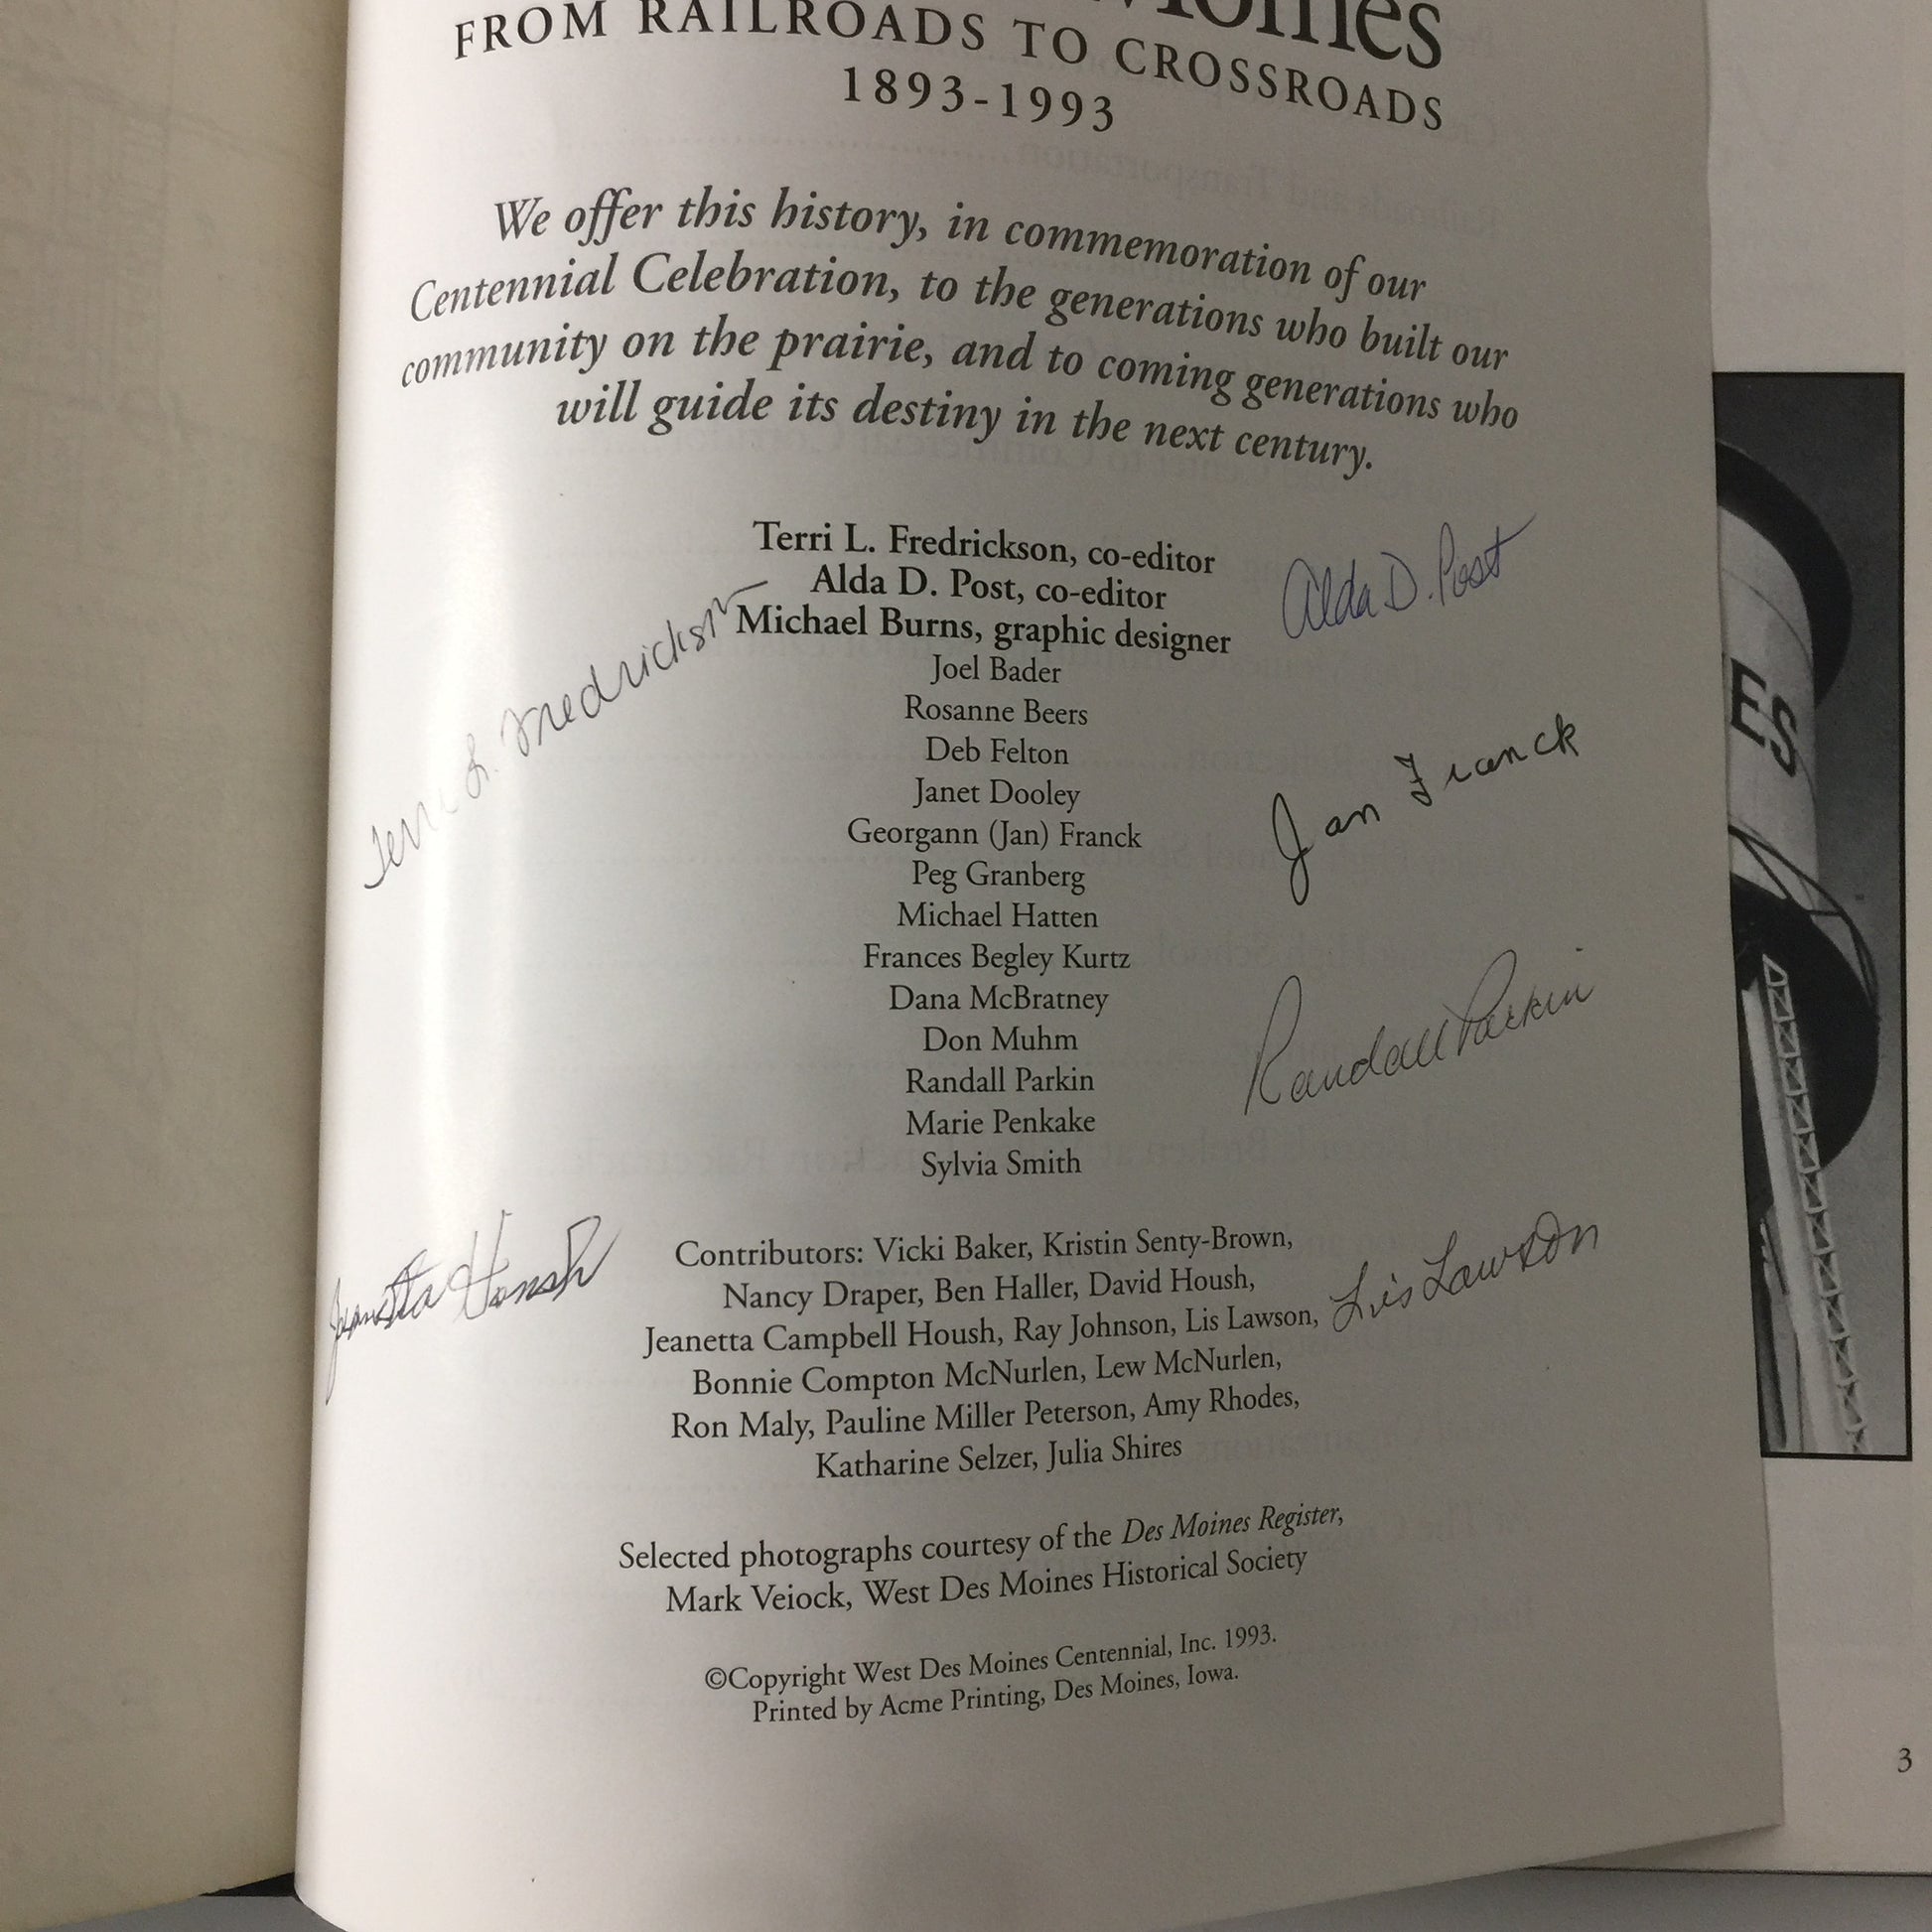 Moines
FROM RAILROADS TO CROSSROADS
1893-1993
We offer this history, in commemoration of our
Centennial Celebration, to the generations who built our
community on the prairie, and to coming generations who
will guide its destiny in the next century.
Terri L. Fredrickson, co-editor
Alda D. Post, co-editor
Michael Burns, graphic designer
Alda D. Post
Terri L. Fredrickson
Joel Bader
Rosanne Beers
Deb Felton
Janet Dooley
Georgann (Jan) Franck
Jan Franck
Peg Granberg
Michael Hatten
Frances Begley Kurtz
Dana McBratney
Don Muhm
Randall Parkin
Randall Parkin
Marie Penkake
Sylvia Smith
Jeanetta Housh
Contributors: Vicki Baker, Kristin Senty-Brown,
Nancy Draper, Ben Haller, David Housh,
Jeanetta Campbell Housh, Ray Johnson, Lis Lawson,
Lis Lawson
Bonnie Compton McNurlen, Lew McNurlen,
Ron Maly, Pauline Miller Peterson, Amy Rhodes,
Katharine Selzer, Julia Shires
Selected photographs courtesy of the Des Moines Register,
Mark Veiock, West Des Moines Historical Society
©Copyright West Des Moines Centennial, Inc. 1993.
Printed by Acme Printing, Des Moines, Iowa.
ES
3